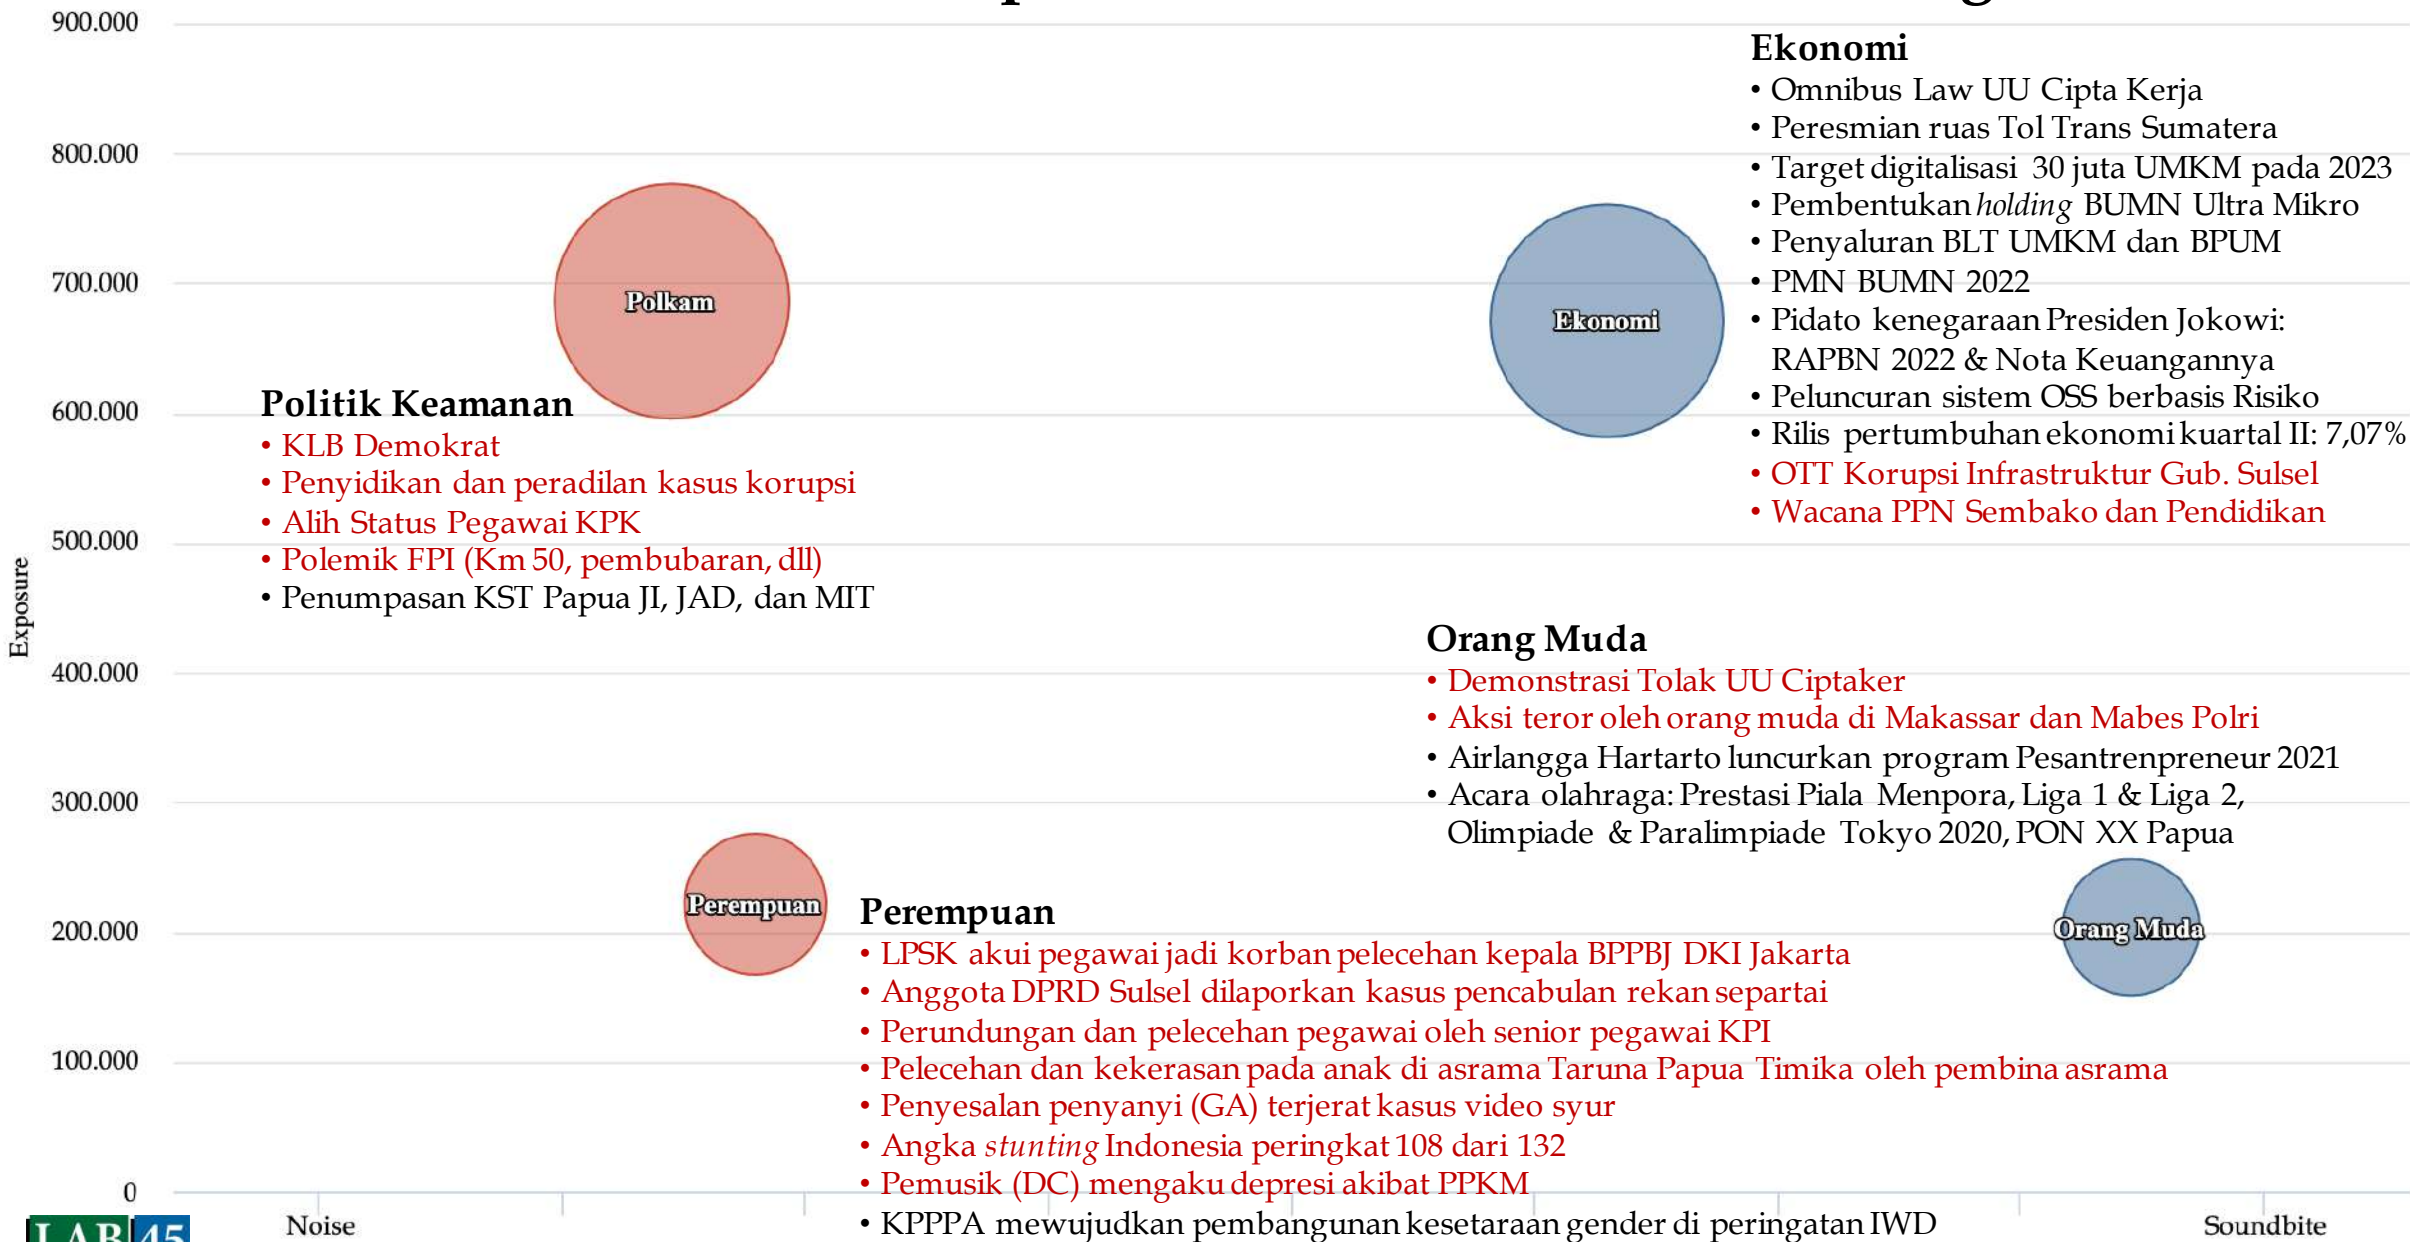 900.000
800.000
700.000
600.000
500.000
400.000
300.000
200.000
100.000
0
Exposure
Noise
Soundbite
Polkam
Ekonomi
Perempuan
Orang Muda
Ekonomi
• Omnibus Law UU Cipta Kerja
• Peresmian ruas Tol Trans Sumatera
• Target digitalisasi 30 juta UMKM pada 2023
• Pembentukan holding BUMN Ultra Mikro
• Penyaluran BLT UMKM dan BPUM
• PMN BUMN 2022
• Pidato kenegaraan Presiden Jokowi:
RAPBN 2022 & Nota Keuangannya
• Peluncuran sistem OSS berbasis Risiko
• Rilis pertumbuhan ekonomi kuartal II: 7,07%
• OTT Korupsi Infrastruktur Gub. Sulsel
• Wacana PPN Sembako dan Pendidikan
Politik Keamanan
• KLB Demokrat
• Penyidikan dan peradilan kasus korupsi
• Alih Status Pegawai KPK
• Polemik FPI (Km 50, pembubaran, dll)
• Penumpasan KST Papua JI, JAD, dan MIT
Orang Muda
• Demonstrasi Tolak UU Ciptaker
• Aksi teror oleh orang muda di Makassar dan Mabes Polri
• Airlangga Hartarto luncurkan program Pesantrenpreneur 2021
• Acara olahraga: Prestasi Piala Menpora, Liga 1 & Liga 2,
Olimpiade & Paralimpiade Tokyo 2020, PON XX Papua
Perempuan
• LPSK akui pegawai jadi korban pelecehan kepala BPPBJ DKI Jakarta
• Anggota DPRD Sulsel dilaporkan kasus pencabulan rekan separtai
• Perundungan dan pelecehan pegawai oleh senior pegawai KPI
• Pelecehan dan kekerasan pada anak di asrama Taruna Papua Timika oleh pembina asrama
• Penyesalan penyanyi (GA) terjerat kasus video syur
• Angka stunting Indonesia peringkat 108 dari 132
• Pemusik (DC) mengaku depresi akibat PPKM
• KPPPA mewujudkan pembangunan kesetaraan gender di peringatan IWD
LAB 45